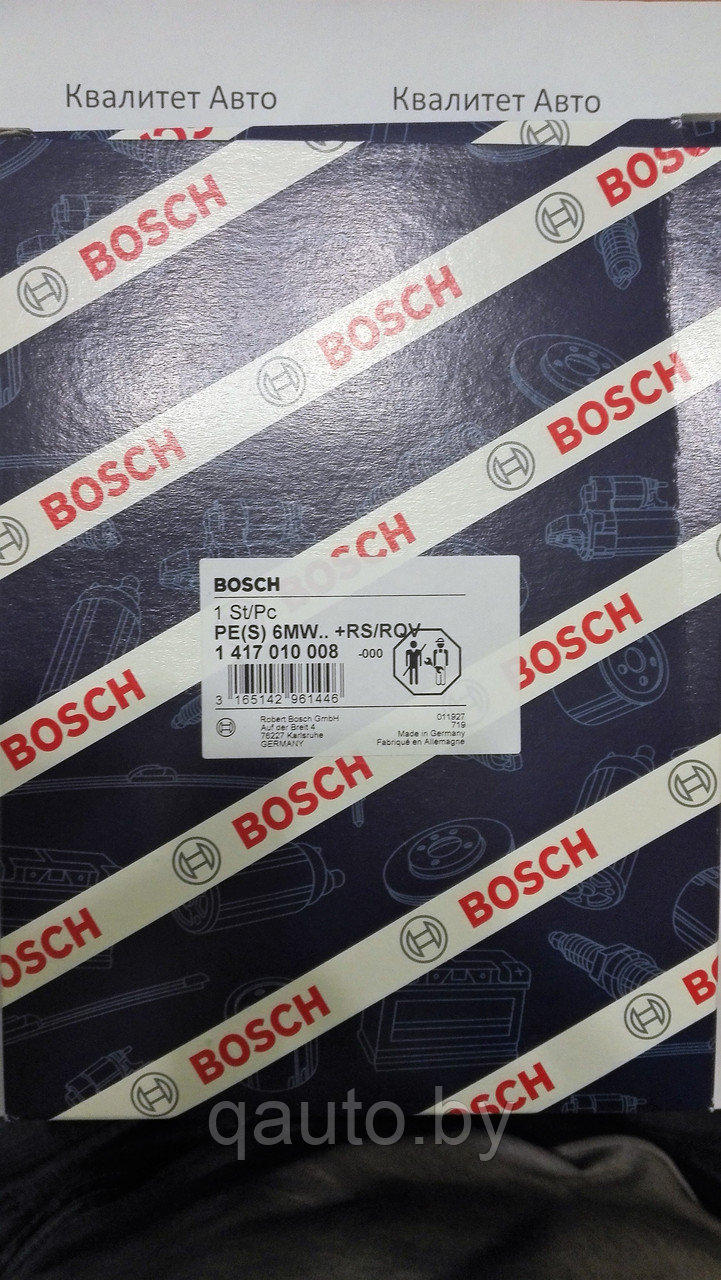 Квалитет Авто Квалитет Авто
BOSCH
BOSCH
BOSCH
BOSCH
BOSCH
BOSCH
BOSCH
1 St/Pc
PE(S) 6MW.. +RS/RQV
1 417 010 008 -000
3 165142 961446
Robert Bosch GmbH
Auf der Breit 4
76227 Karlsruhe
GERMANY
011927
719
Made in Germany
Fabriqué en Allemagne
BOSCH
BOSCH
BOSCH
BOSCH
BOSCH
BOSCH
BOSCH
qauto.by